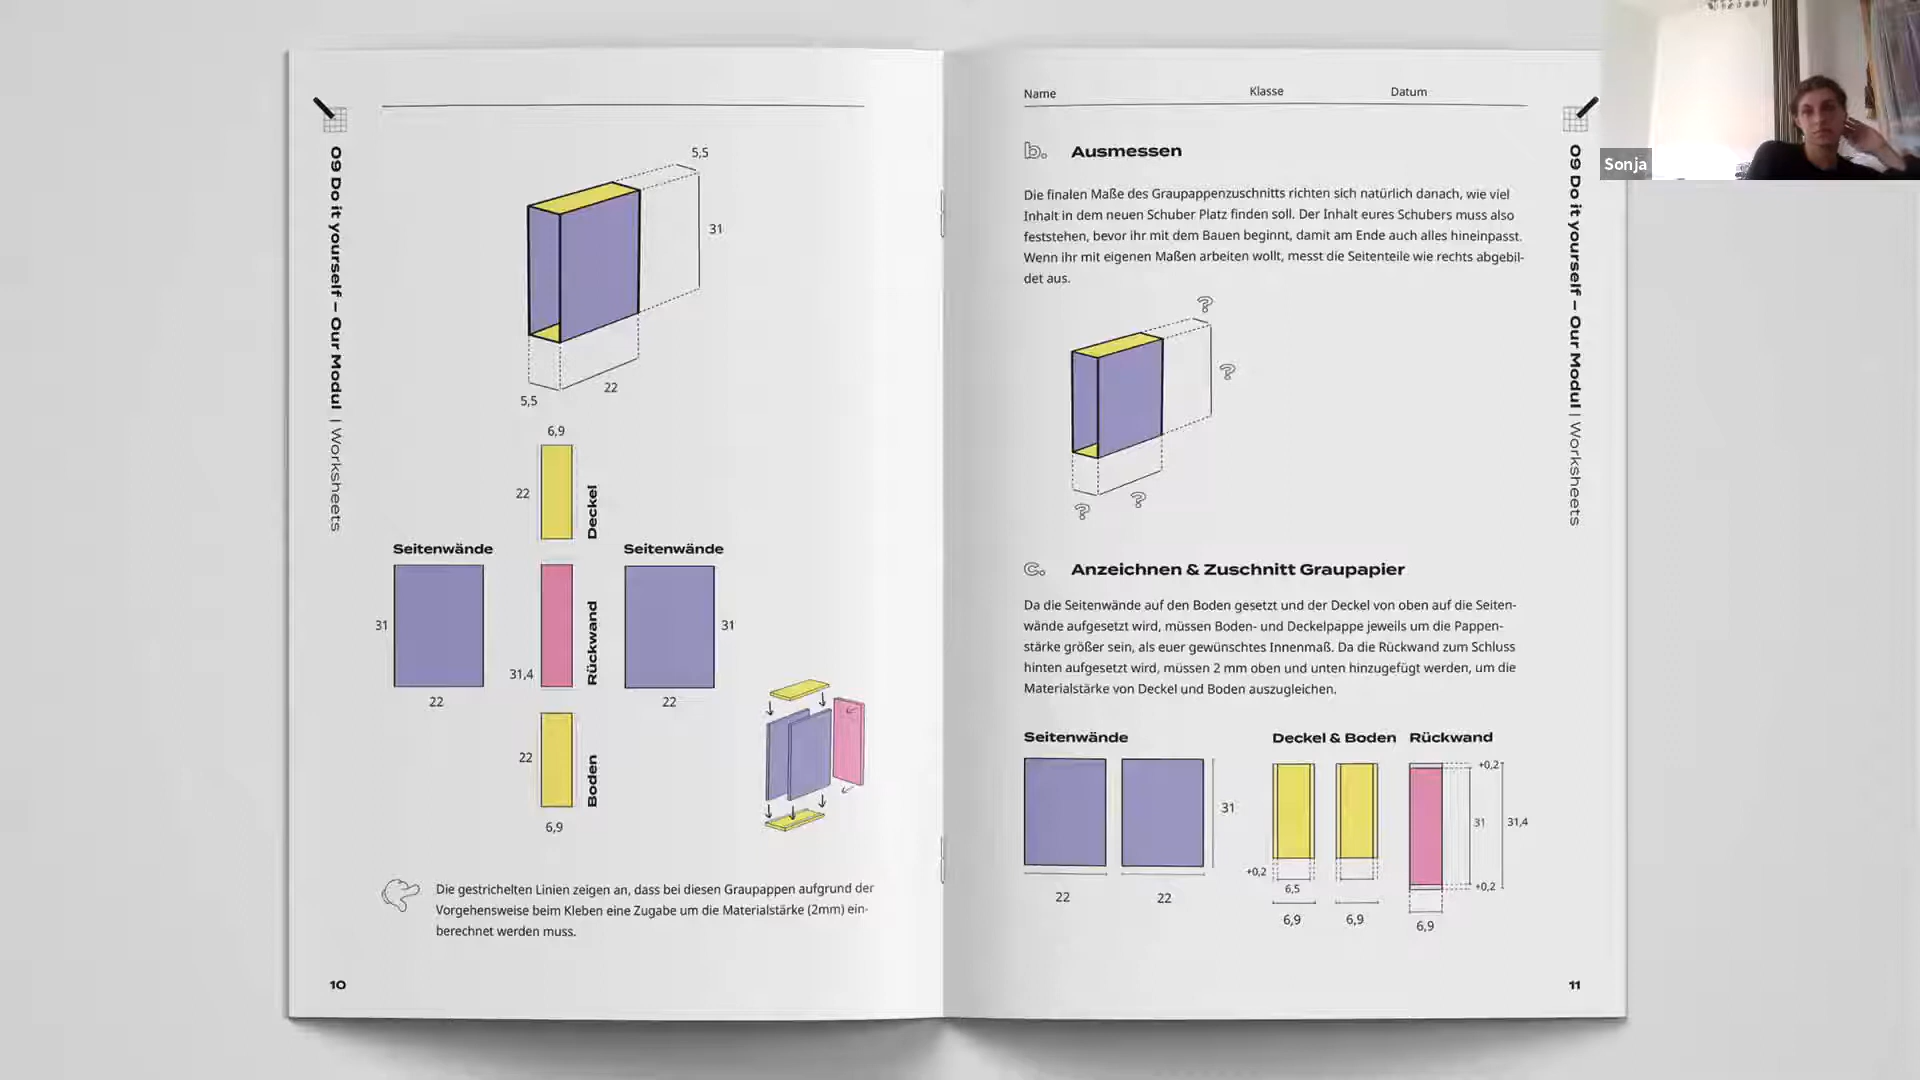 09 Do it yourself – Our Modul | Worksheets
5,5
31
22
5,5
6,9
22
Deckel
Seitenwände
Seitenwände
31
31,4
Rückwand
31
22
22
22
Boden
6,9
Die gestrichelten Linien zeigen an, dass bei diesen Graupappen aufgrund der
Vorgehensweise beim Kleben eine Zugabe um die Materialstärke (2mm) ein-
berechnet werden muss.
10
Name Klasse Datum
b. Ausmessen
Die finalen Maße des Graupappenzuschnitts richten sich natürlich danach, wie viel
Inhalt in dem neuen Schuber Platz finden soll. Der Inhalt eures Schubers muss also
feststehen, bevor ihr mit dem Bauen beginnt, damit am Ende auch alles hineinpasst.
Wenn ihr mit eigenen Maßen arbeiten wollt, messt die Seitenteile wie rechts abgebil-
det aus.
?
?
?
?
c. Anzeichnen & Zuschnitt Graupapier
Da die Seitenwände auf den Boden gesetzt und der Deckel von oben auf die Seiten-
wände aufgesetzt wird, müssen Boden- und Deckelpappe jeweils um die Pappen-
stärke größer sein, als euer gewünschtes Innenmaß. Da die Rückwand zum Schluss
hinten aufgesetzt wird, müssen 2 mm oben und unten hinzugefügt werden, um die
Materialstärke von Deckel und Boden auszugleichen.
Seitenwände Deckel & Boden Rückwand
+0,2
31
31
31,4
+0,2
+0,2
6,5
22
22
6,9
6,9
6,9
09 Do it yourself – Our Modul | Worksheets
11
Sonja